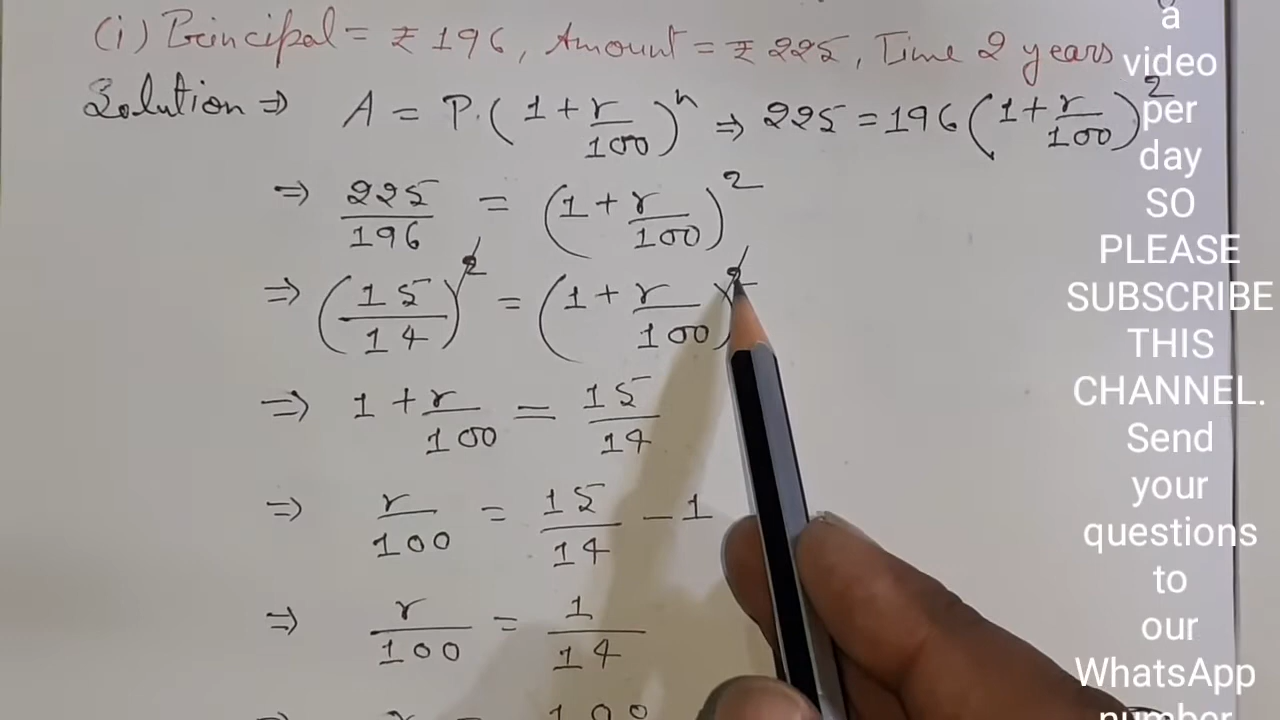 (i) Principal = ₹ 196, Amount = ₹ 225, Time 2 years
Solution ⇒ A = P.(1 + r/100)^n ⇒ 225 = 196(1 + r/100)^2
⇒ 225/196 = (1 + r/100)^2
⇒ (15/14)^2 = (1 + r/100)^2
⇒ 1 + r/100 = 15/14
⇒ r/100 = 15/14 - 1
⇒ r/100 = 1/14
100
a
video
per
day
SO
PLEASE
SUBSCRIBE
THIS
CHANNEL.
Send
your
questions
to
our
WhatsApp
number